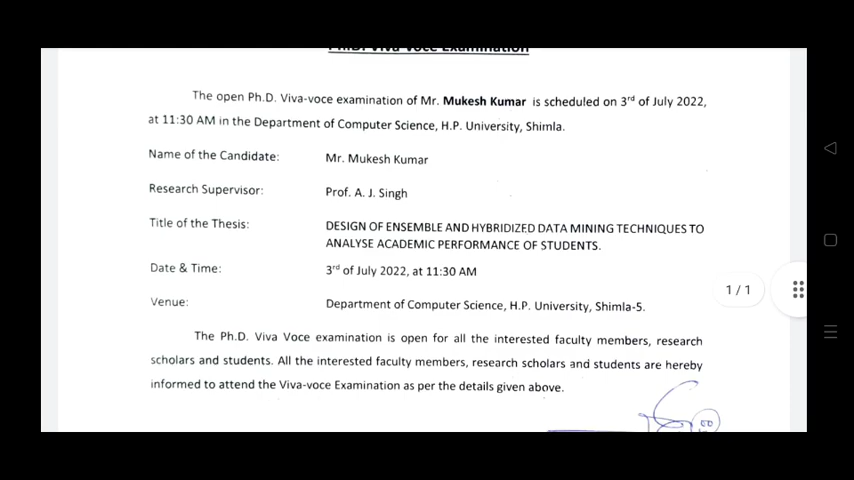 Ph.D. Viva-Voce Examination
The open Ph.D. Viva-voce examination of Mr. Mukesh Kumar is scheduled on 3rd of July 2022,
at 11:30 AM in the Department of Computer Science, H.P. University, Shimla.
Name of the Candidate: Mr. Mukesh Kumar
Research Supervisor: Prof. A. J. Singh
Title of the Thesis: DESIGN OF ENSEMBLE AND HYBRIDIZED DATA MINING TECHNIQUES TO
ANALYSE ACADEMIC PERFORMANCE OF STUDENTS.
Date & Time: 3rd of July 2022, at 11:30 AM
Venue: Department of Computer Science, H.P. University, Shimla-5.
The Ph.D. Viva Voce examination is open for all the interested faculty members, research
scholars and students. All the interested faculty members, research scholars and students are hereby
informed to attend the Viva-voce Examination as per the details given above.
1 / 1